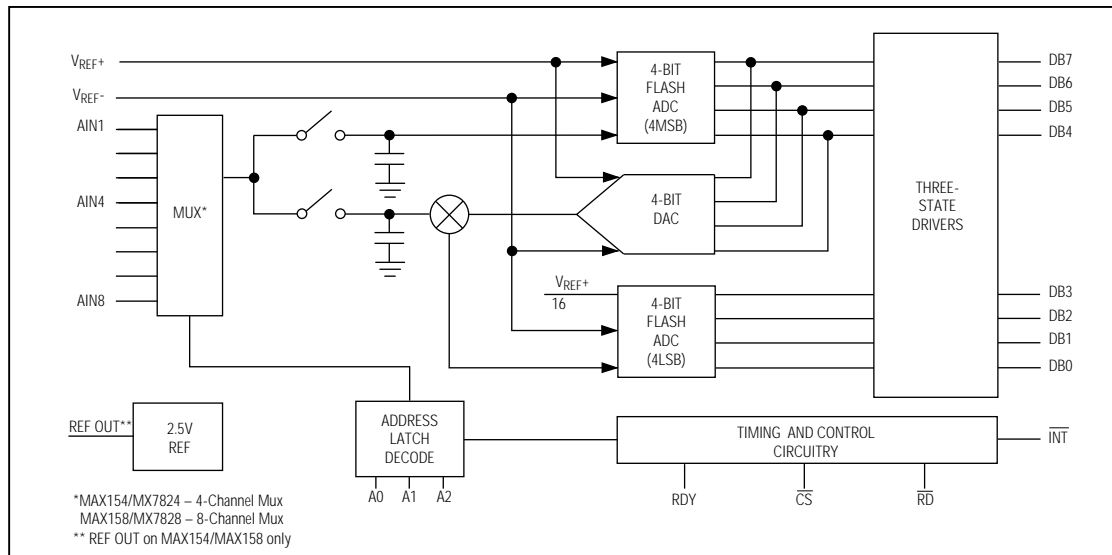 VREF+
VREF-
AIN1
AIN4
AIN8
MUX*
4-BIT
FLASH
ADC
(4MSB)
4-BIT
DAC
VREF+
16
4-BIT
FLASH
ADC
(4LSB)
THREE-
STATE
DRIVERS
DB7
DB6
DB5
DB4
DB3
DB2
DB1
DB0
REF OUT**
2.5V
REF
ADDRESS
LATCH
DECODE
A0 A1 A2
TIMING AND CONTROL
CIRCUITRY
INT
RDY CS RD
*MAX154/MX7824 – 4-Channel Mux
MAX158/MX7828 – 8-Channel Mux
** REF OUT on MAX154/MAX158 only